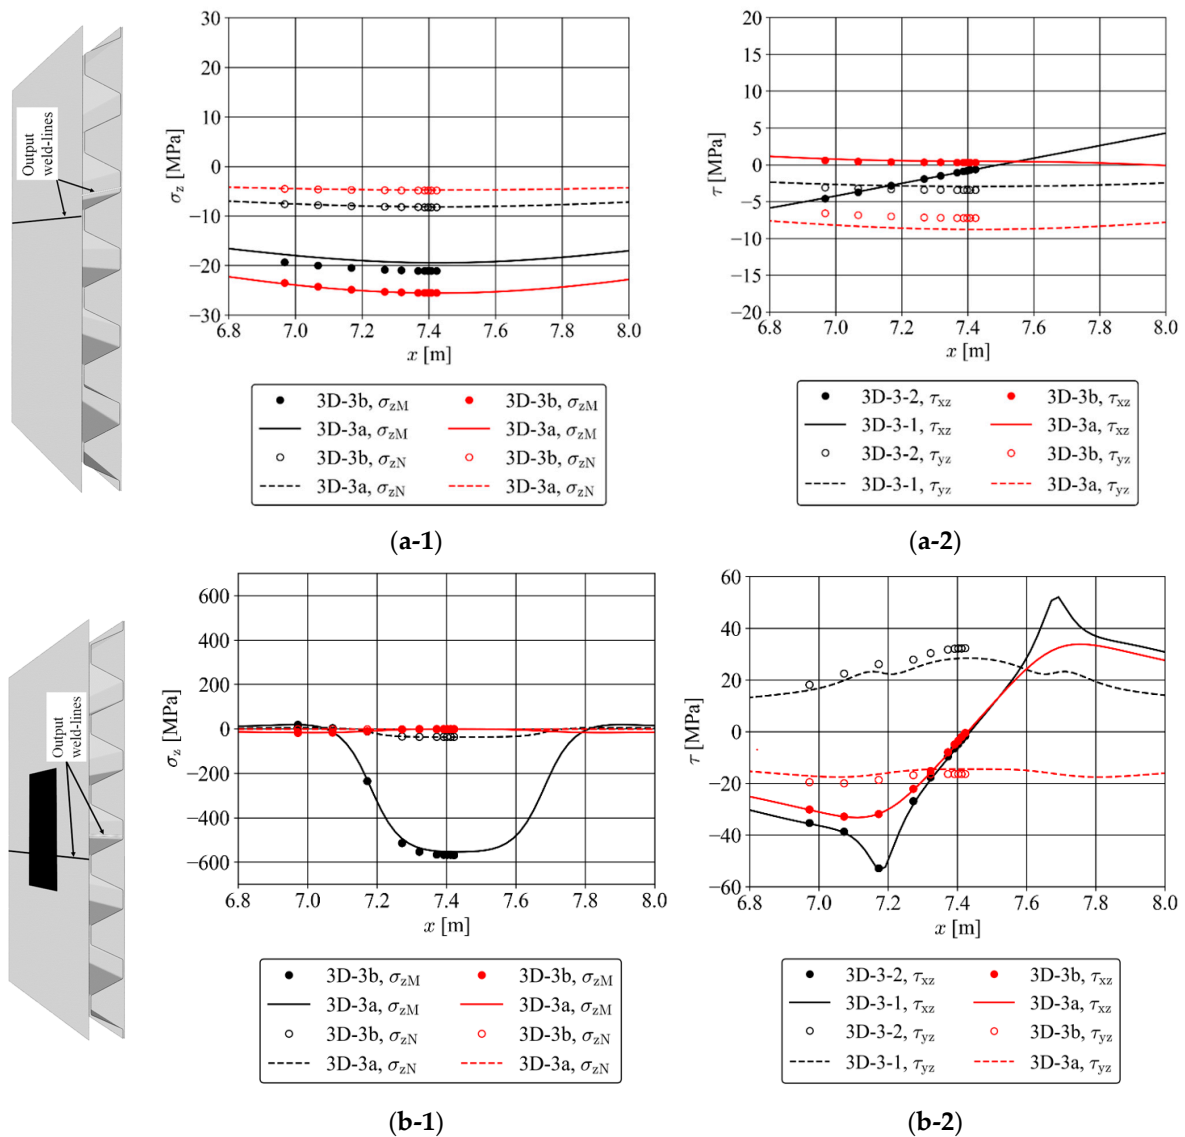 Output
weld-lines
30
20
10
0
−10
−20
−30
σz [MPa]
6.8 7.0 7.2 7.4 7.6 7.8 8.0
x [m]
3D-3b, σzM 3D-3b, σzM
3D-3a, σzM 3D-3a, σzM
3D-3b, σzN 3D-3b, σzN
3D-3a, σzN 3D-3a, σzN
(a-1)
20
15
10
5
0
−5
−10
−15
−20
τ [MPa]
6.8 7.0 7.2 7.4 7.6 7.8 8.0
x [m]
3D-3-2, τxz 3D-3b, τxz
3D-3-1, τxz 3D-3a, τxz
3D-3-2, τyz 3D-3b, τyz
3D-3-1, τyz 3D-3a, τyz
(a-2)
Output
weld-lines
600
400
200
0
−200
−400
−600
σz [MPa]
6.8 7.0 7.2 7.4 7.6 7.8 8.0
x [m]
3D-3b, σzM 3D-3b, σzM
3D-3a, σzM 3D-3a, σzM
3D-3b, σzN 3D-3b, σzN
3D-3a, σzN 3D-3a, σzN
(b-1)
60
40
20
0
−20
−40
−60
τ [MPa]
6.8 7.0 7.2 7.4 7.6 7.8 8.0
x [m]
3D-3-2, τxz 3D-3b, τxz
3D-3-1, τxz 3D-3a, τxz
3D-3-2, τyz 3D-3b, τyz
3D-3-1, τyz 3D-3a, τyz
(b-2)